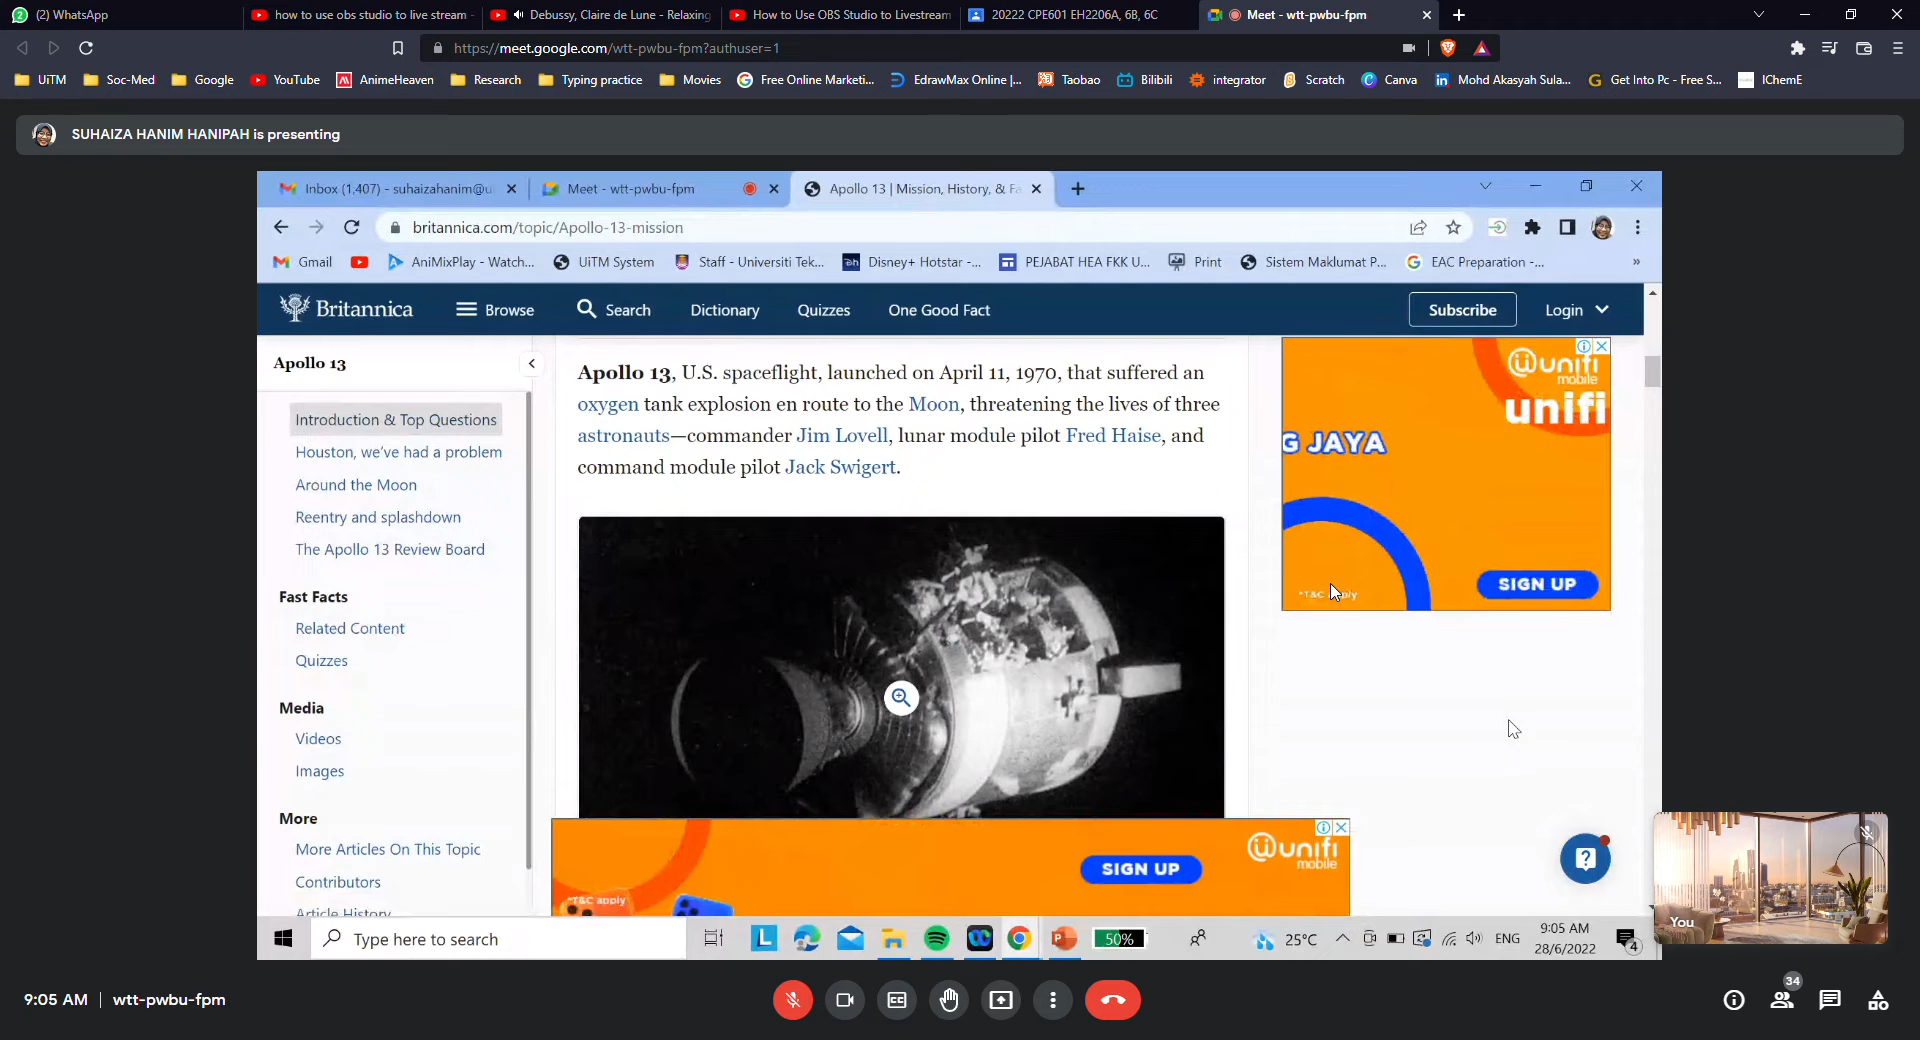 (2) WhatsApp
how to use obs studio to live stream -
Debussy, Claire de Lune - Relaxing
How to Use OBS Studio to Livestream
20222 CPE601 EH2206A, 6B, 6C
Meet - wtt-pwbu-fpm
https://meet.google.com/wtt-pwbu-fpm?authuser=1
UiTM
Soc-Med
Google
YouTube
AnimeHeaven
Research
Typing practice
Movies
Free Online Marketi...
EdrawMax Online |...
Taobao
Bilibili
integrator
Scratch
Canva
Mohd Akasyah Sula...
Get Into Pc - Free S...
IChemE
SUHAIZA HANIM HANIPAH is presenting
Inbox (1,407) - suhaizahanim@u
Meet - wtt-pwbu-fpm
Apollo 13 | Mission, History, & Fa
britannica.com/topic/Apollo-13-mission
Gmail
AniMixPlay - Watch...
UiTM System
Staff - Universiti Tek...
Disney+ Hotstar -...
PEJABAT HEA FKK U...
Print
Sistem Maklumat P...
EAC Preparation -...
»
Britannica
Browse
Search
Dictionary
Quizzes
One Good Fact
Subscribe
Login
Apollo 13
Introduction & Top Questions
Houston, we've had a problem
Around the Moon
Reentry and splashdown
The Apollo 13 Review Board
Fast Facts
Related Content
Quizzes
Media
Videos
Images
More
More Articles On This Topic
Contributors
Article History
Apollo 13, U.S. spaceflight, launched on April 11, 1970, that suffered an
oxygen tank explosion en route to the Moon, threatening the lives of three
astronauts—commander Jim Lovell, lunar module pilot Fred Haise, and
command module pilot Jack Swigert.
unifi
mobile
unifi
G JAYA
*T&C apply
SIGN UP
unifi
mobile
SIGN UP
*T&C apply
You
Type here to search
50%
25°C
ENG
9:05 AM
28/6/2022
4
9:05 AM | wtt-pwbu-fpm
34